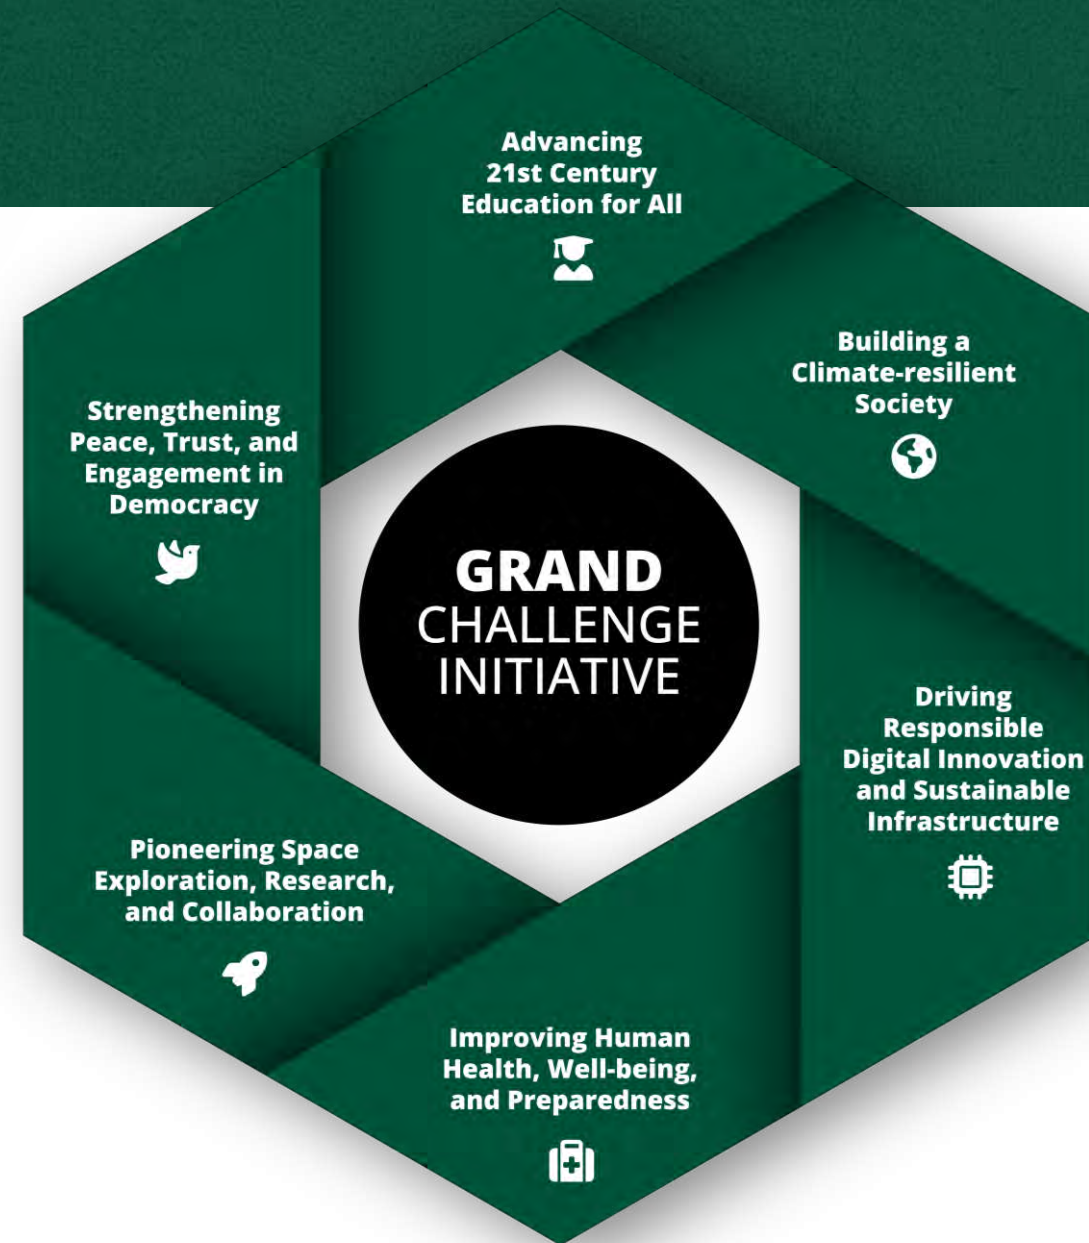 Advancing
21st Century
Education for All
Building a
Climate-resilient
Society
Strengthening
Peace, Trust, and
Engagement in
Democracy
GRAND
CHALLENGE
INITIATIVE
Driving
Responsible
Digital Innovation
and Sustainable
Infrastructure
Pioneering Space
Exploration, Research,
and Collaboration
Improving Human
Health, Well-being,
and Preparedness